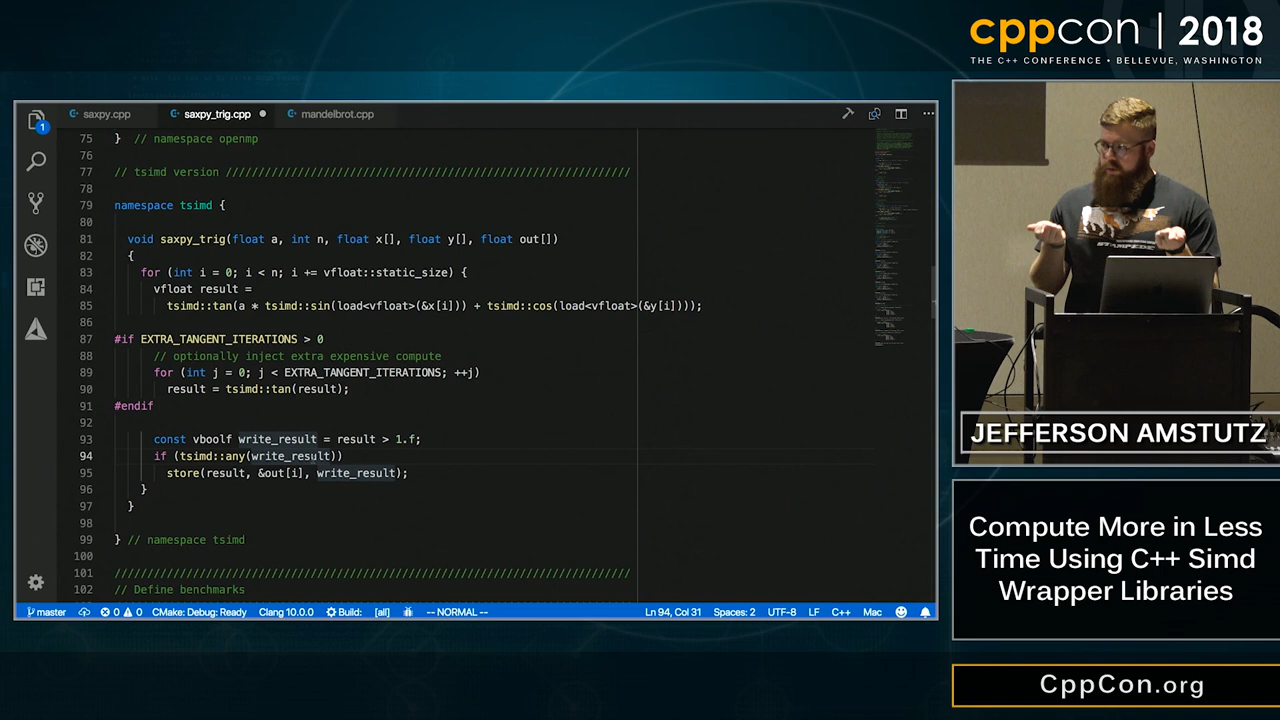 cppcon | 2018
THE C++ CONFERENCE • BELLEVUE, WASHINGTON
saxpy.cpp
saxpy_trig.cpp
mandelbrot.cpp
1
75 } // namespace openmp
76
77 // tsimd version ///////////////////////////////////////////////////////////////
78
79 namespace tsimd {
80
81 void saxpy_trig(float a, int n, float x[], float y[], float out[])
82 {
83 for (int i = 0; i < n; i += vfloat::static_size) {
84 vfloat result =
85 tsimd::tan(a * tsimd::sin(load<vfloat>(&x[i])) + tsimd::cos(load<vfloat>(&y[i])));
86
87 #if EXTRA_TANGENT_ITERATIONS > 0
88 // optionally inject extra expensive compute
89 for (int j = 0; j < EXTRA_TANGENT_ITERATIONS; ++j)
90 result = tsimd::tan(result);
91 #endif
92
93 const vboolf write_result = result > 1.f;
94 if (tsimd::any(write_result))
95 store(result, &out[i], write_result);
96 }
97 }
98
99 } // namespace tsimd
100
101 ///////////////////////////////////////////////////////////////////////////////
102 // Define benchmarks
master 0 0 CMake: Debug: Ready Clang 10.0.0 Build: [all] -- NORMAL -- Ln 94, Col 31 Spaces: 2 UTF-8 LF C++ Mac
STAMPEDE
JEFFERSON AMSTUTZ
Compute More in Less
Time Using C++ Simd
Wrapper Libraries
CppCon.org